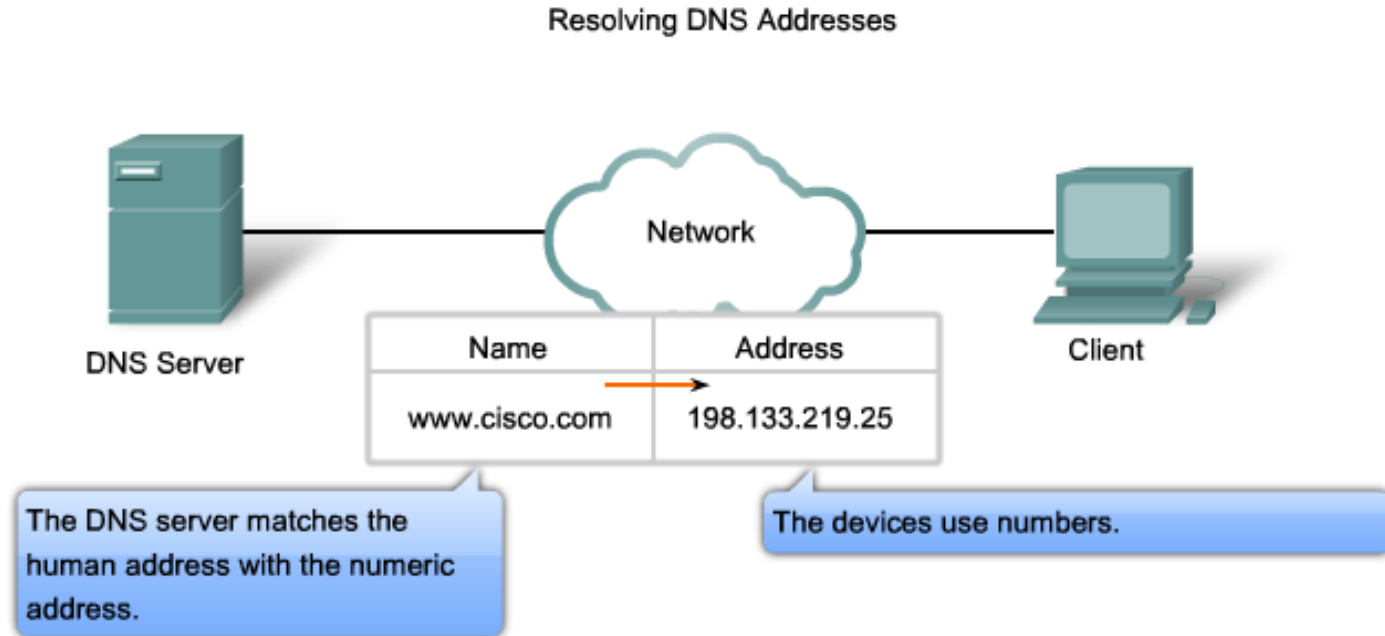 Resolving DNS Addresses
Network
DNS Server
Client
Name Address
www.cisco.com 198.133.219.25
The DNS server matches the
human address with the numeric
address.
The devices use numbers.